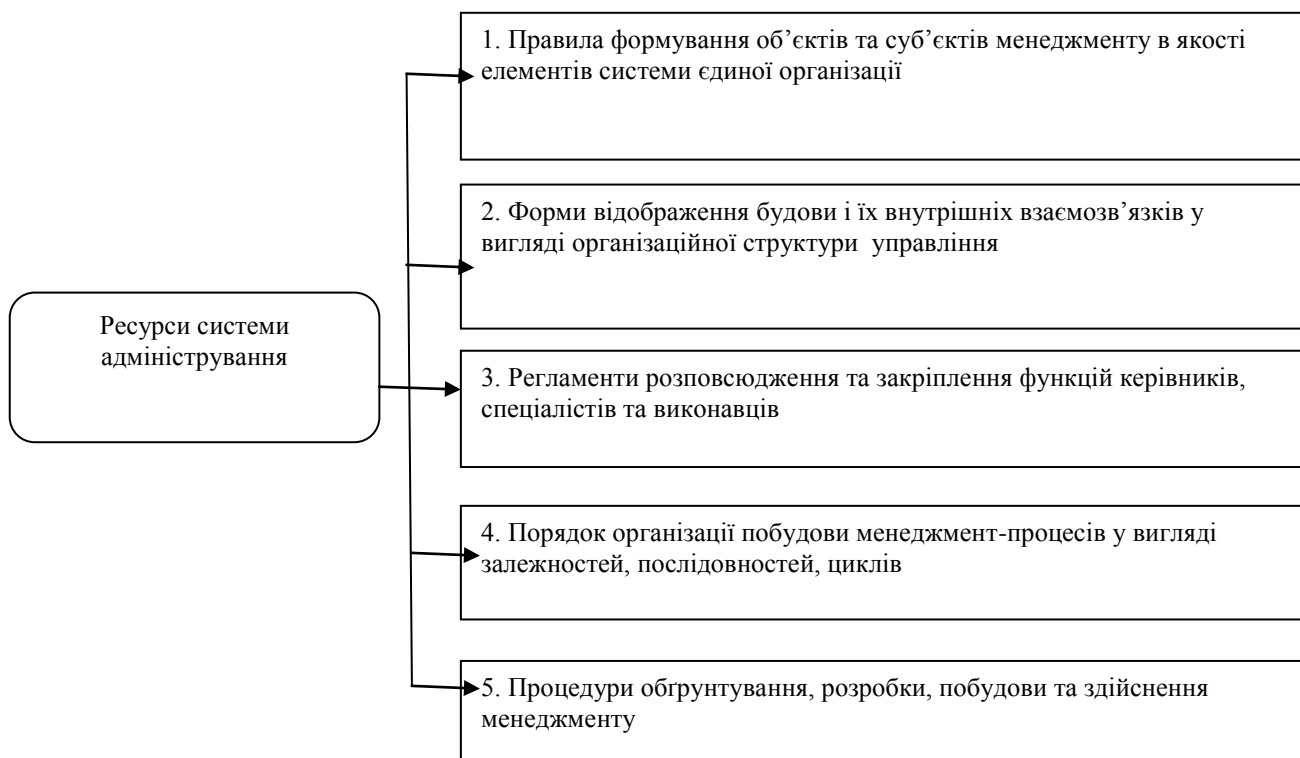 1. Правила формування об’єктів та суб’єктів менеджменту в якості
елементів системи єдиної організації
2. Форми відображення будови і їх внутрішніх взаємозв’язків у
вигляді організаційної структури управління
Ресурси системи
адміністрування
3. Регламенти розповсюдження та закріплення функцій керівників,
спеціалістів та виконавців
4. Порядок організації побудови менеджмент-процесів у вигляді
залежностей, послідовностей, циклів
5. Процедури обґрунтування, розробки, побудови та здійснення
менеджменту